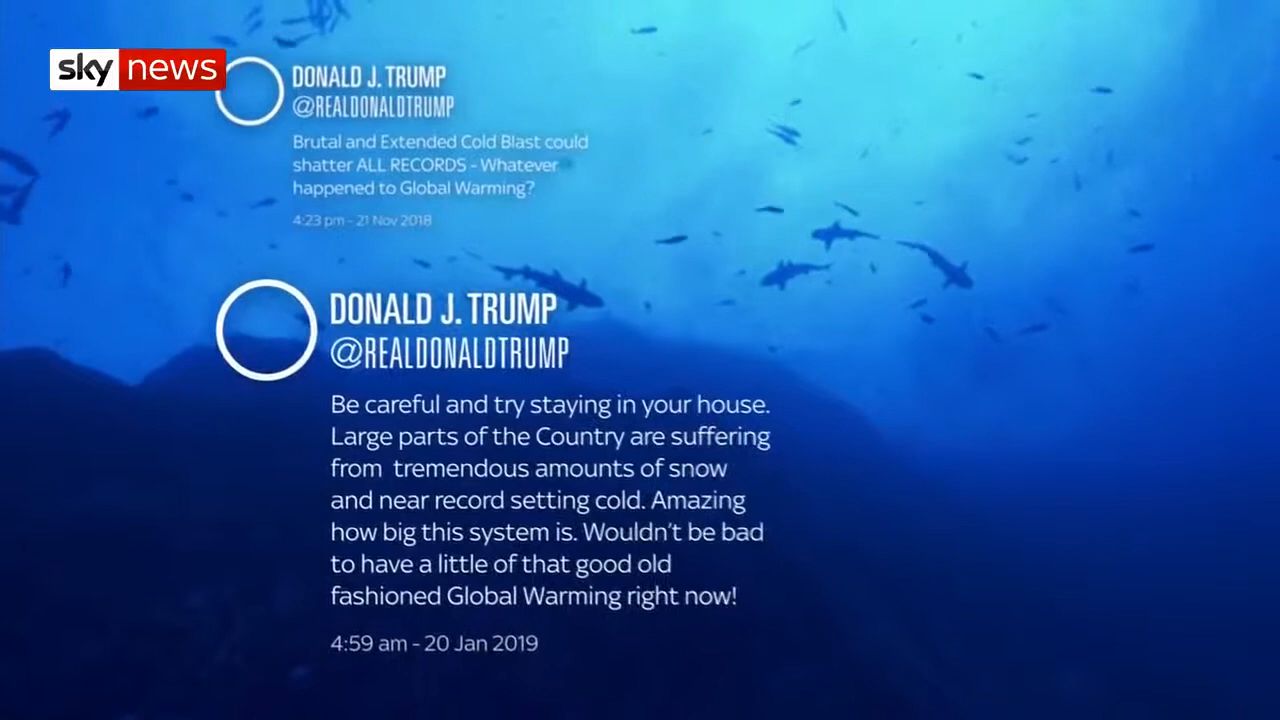 sky news
DONALD J. TRUMP
@REALDONALDTRUMP
Brutal and Extended Cold Blast could
shatter ALL RECORDS - Whatever
happened to Global Warming?
4:23 pm - 21 Nov 2018
DONALD J. TRUMP
@REALDONALDTRUMP
Be careful and try staying in your house.
Large parts of the Country are suffering
from  tremendous amounts of snow
and near record setting cold. Amazing
how big this system is. Wouldn't be bad
to have a little of that good old
fashioned Global Warming right now!
4:59 am - 20 Jan 2019